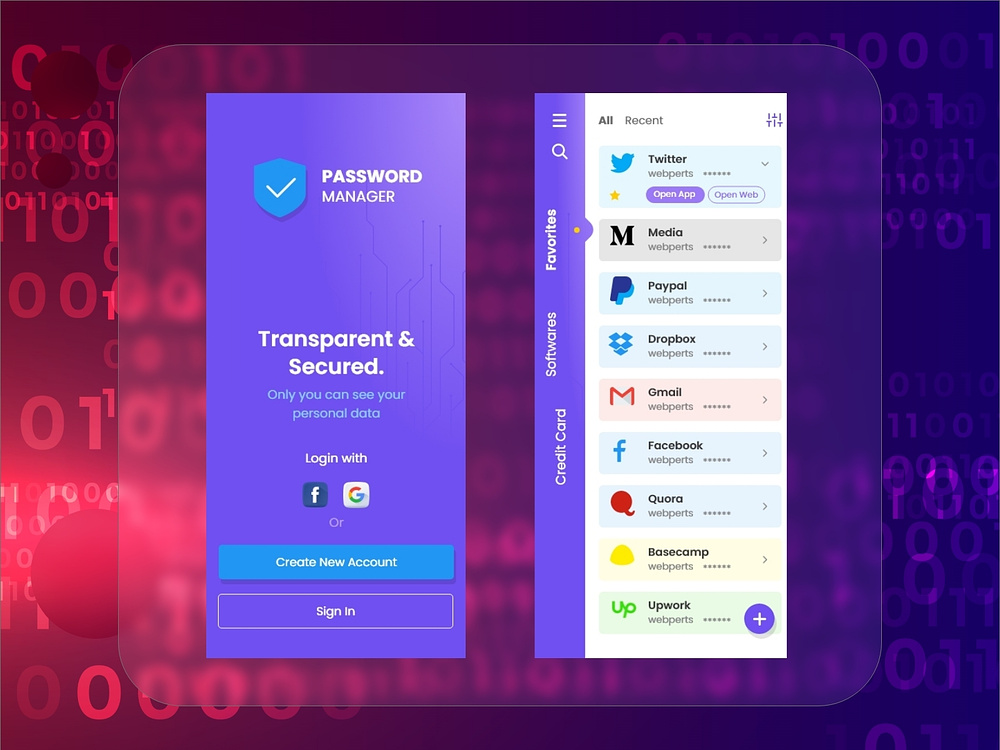 PASSWORD
MANAGER
Transparent &
Secured.
Only you can see your
personal data
Login with
Or
Create New Account
Sign In
Favorites
Softwares
Credit Card
All Recent
Twitter
webperts ••••••
Open App Open Web
M Media
webperts ••••••
Paypal
webperts ••••••
Dropbox
webperts ••••••
Gmail
webperts ••••••
Facebook
webperts ••••••
Quora
webperts ••••••
Basecamp
webperts ••••••
Up Upwork
webperts ••••••